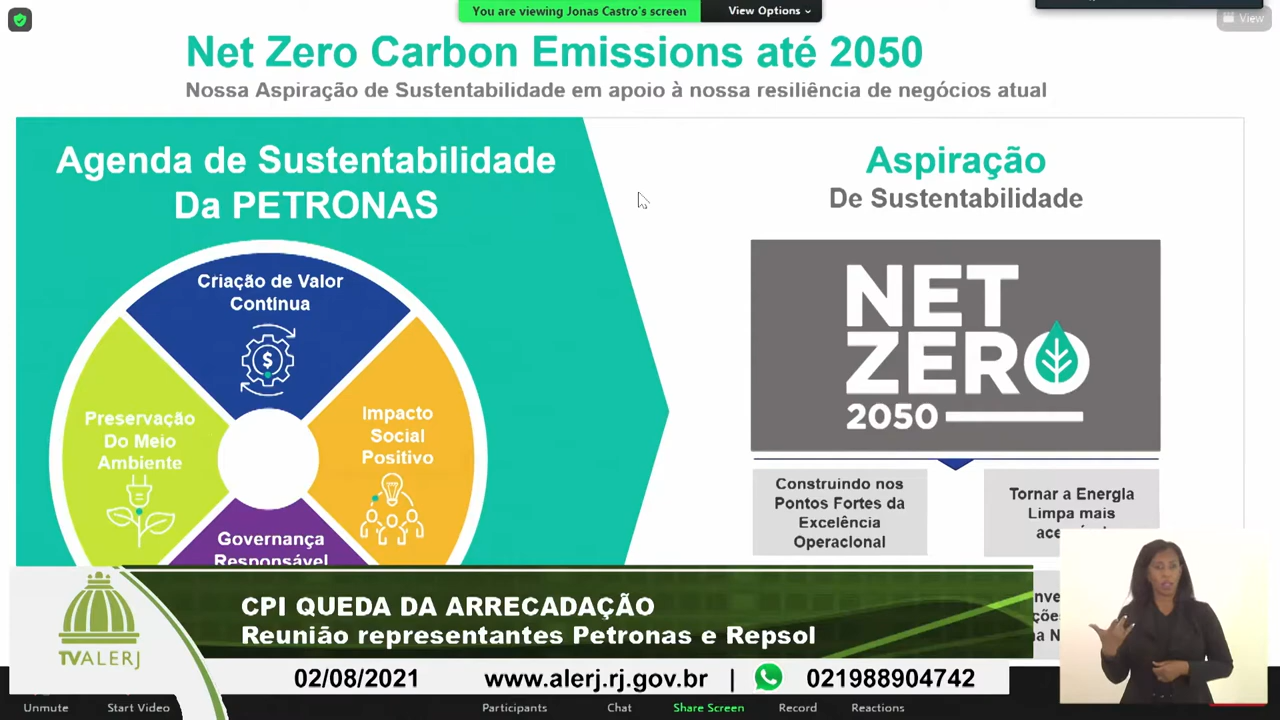 You are viewing Jonas Castro's screen
View Options
View
Net Zero Carbon Emissions até 2050
Nossa Aspiração de Sustentabilidade em apoio à nossa resiliência de negócios atual
Agenda de Sustentabilidade
Da PETRONAS
Criação de Valor
Contínua
Preservação
Do Meio
Ambiente
Impacto
Social
Positivo
Governança
Responsável
Aspiração
De Sustentabilidade
NET
ZERO
2050
Construindo nos
Pontos Fortes da
Excelência
Operacional
Tornar a Energia
Limpa mais
CPI QUEDA DA ARRECADAÇÃO
Reunião representantes Petronas e Repsol
TVALERJ
02/08/2021 www.alerj.rj.gov.br | 021988904742
Unmute Start Video Participants Chat Share Screen Record Reactions